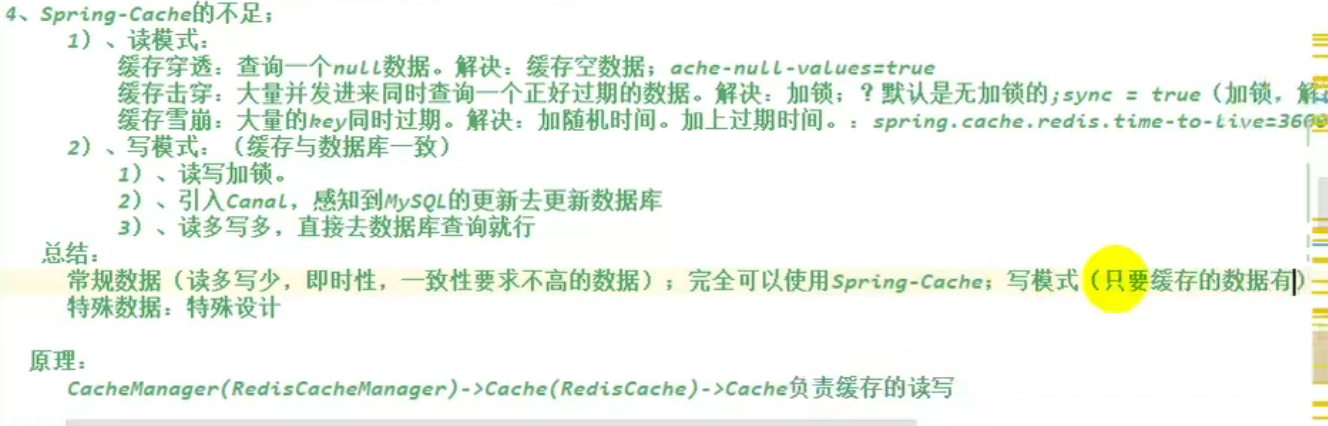 4、Spring-Cache的不足;
1）、读模式:
缓存穿透: 查询一个null数据。解决: 缓存空数据; ache-null-values=true
缓存击穿: 大量并发进来同时查询一个正好过期的数据。解决: 加锁; ? 默认是无加锁的;sync = true（加锁, 解
缓存雪崩: 大量的key同时过期。解决: 加随机时间。加上过期时间。: spring.cache.redis.time-to-live=3600
2）、写模式: （缓存与数据库一致）
1）、读写加锁。
2）、引入Canal, 感知到MySQL的更新去更新数据库
3）、读多写多, 直接去数据库查询就行
总结:
常规数据（读多写少, 即时性, 一致性要求不高的数据）; 完全可以使用Spring-Cache; 写模式（只要缓存的数据有）
特殊数据: 特殊设计
原理:
CacheManager(RedisCacheManager)->Cache(RedisCache)->Cache负责缓存的读写